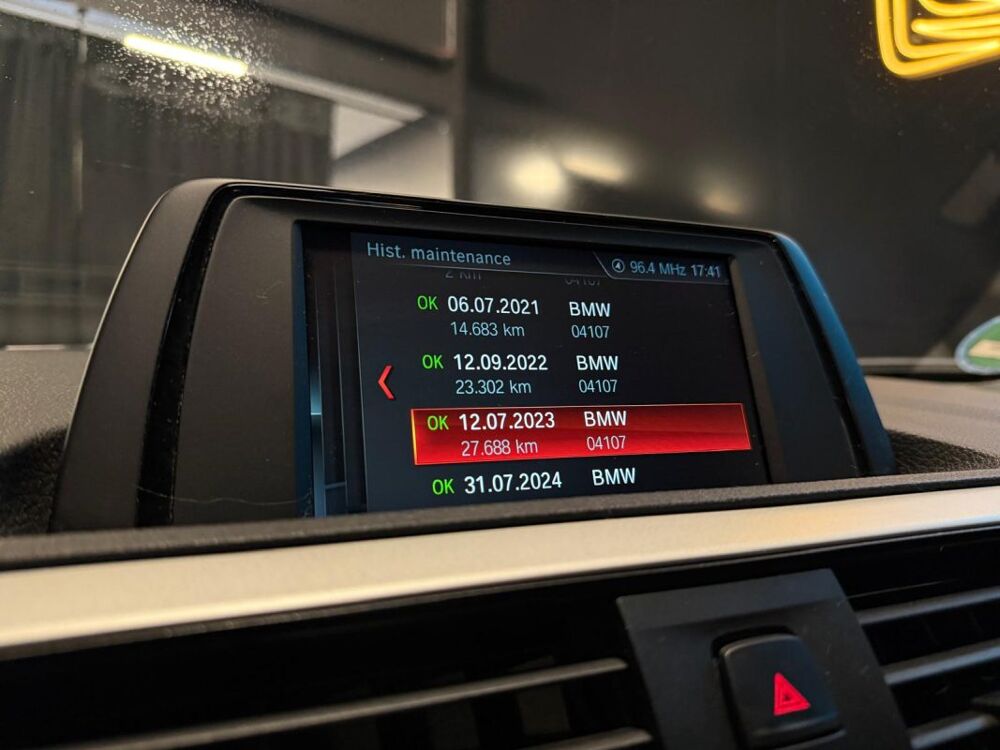 Hist. maintenance
96.4 MHz 17:41
OK 06.07.2021 BMW
14.683 km 04107
OK 12.09.2022 BMW
23.302 km 04107
OK 12.07.2023 BMW
27.688 km 04107
OK 31.07.2024 BMW